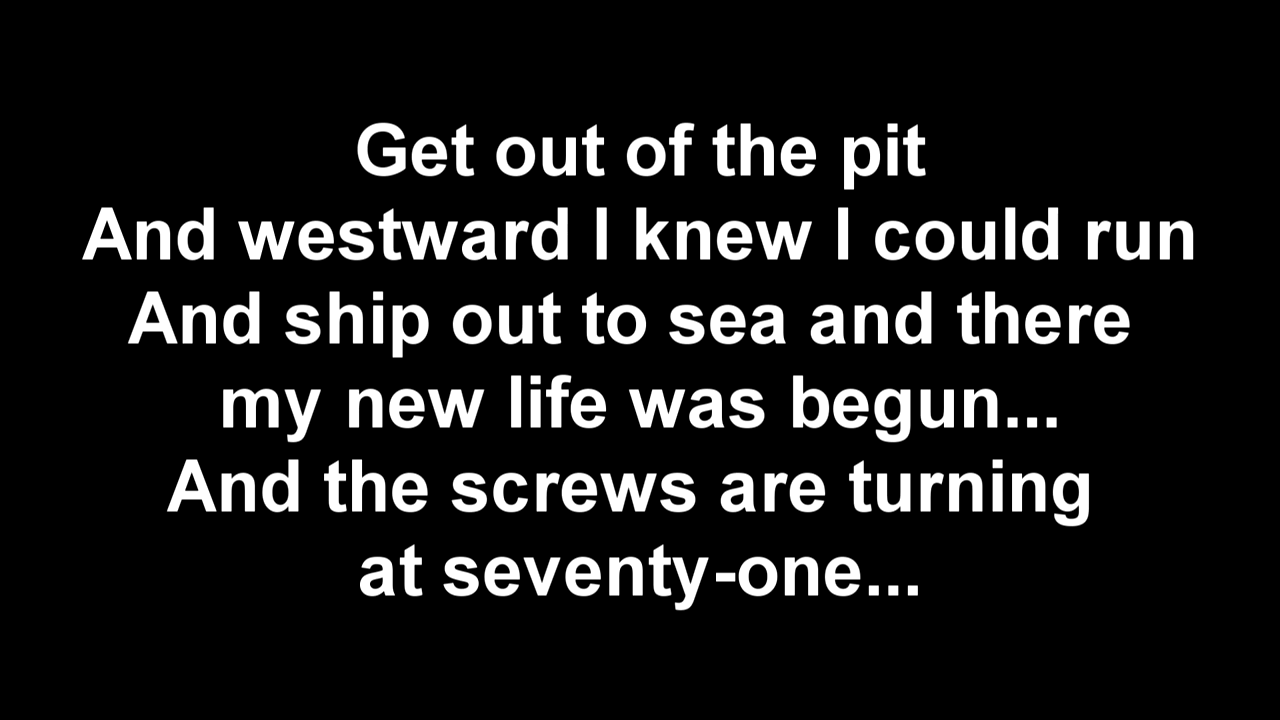 Get out of the pit
And westward I knew I could run
And ship out to sea and there
my new life was begun...
And the screws are turning
at seventy-one...